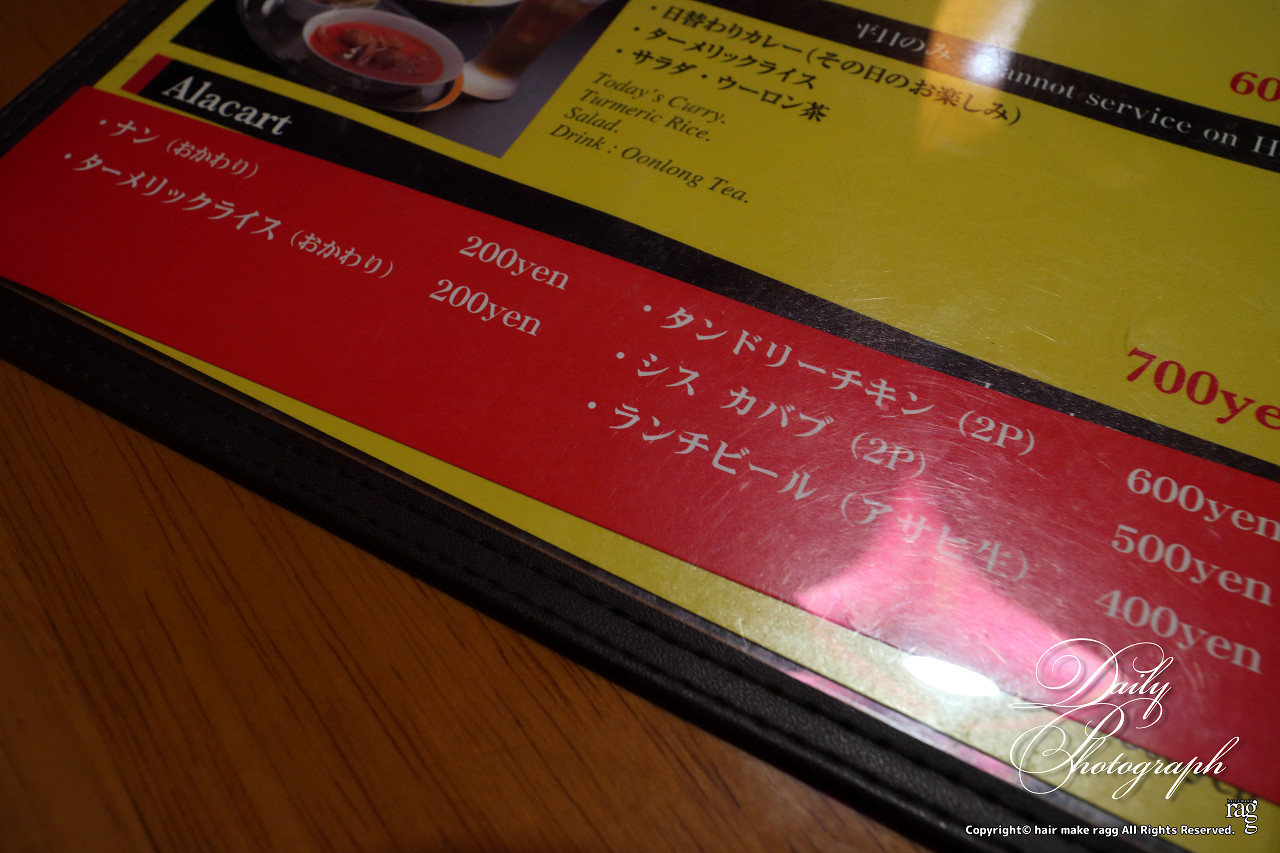 平日のみ
Cannot service on H
・日替わりカレー(その日のお楽しみ)
・ターメリックライス
・サラダ・ウーロン茶
Today's Curry.
Turmeric Rice.
Salad.
Drink : Oonlong Tea.
60
700ye
Alacart
・ナン (おかわり) 200yen
・ターメリックライス (おかわり) 200yen
・タンドリーチキン (2P) 600yen
・シス カバブ (2P) 500yen
・ランチビール (アサヒ生) 400yen
Daily
Photograph
rag
Copyright© hair make ragg All Rights Reserved.